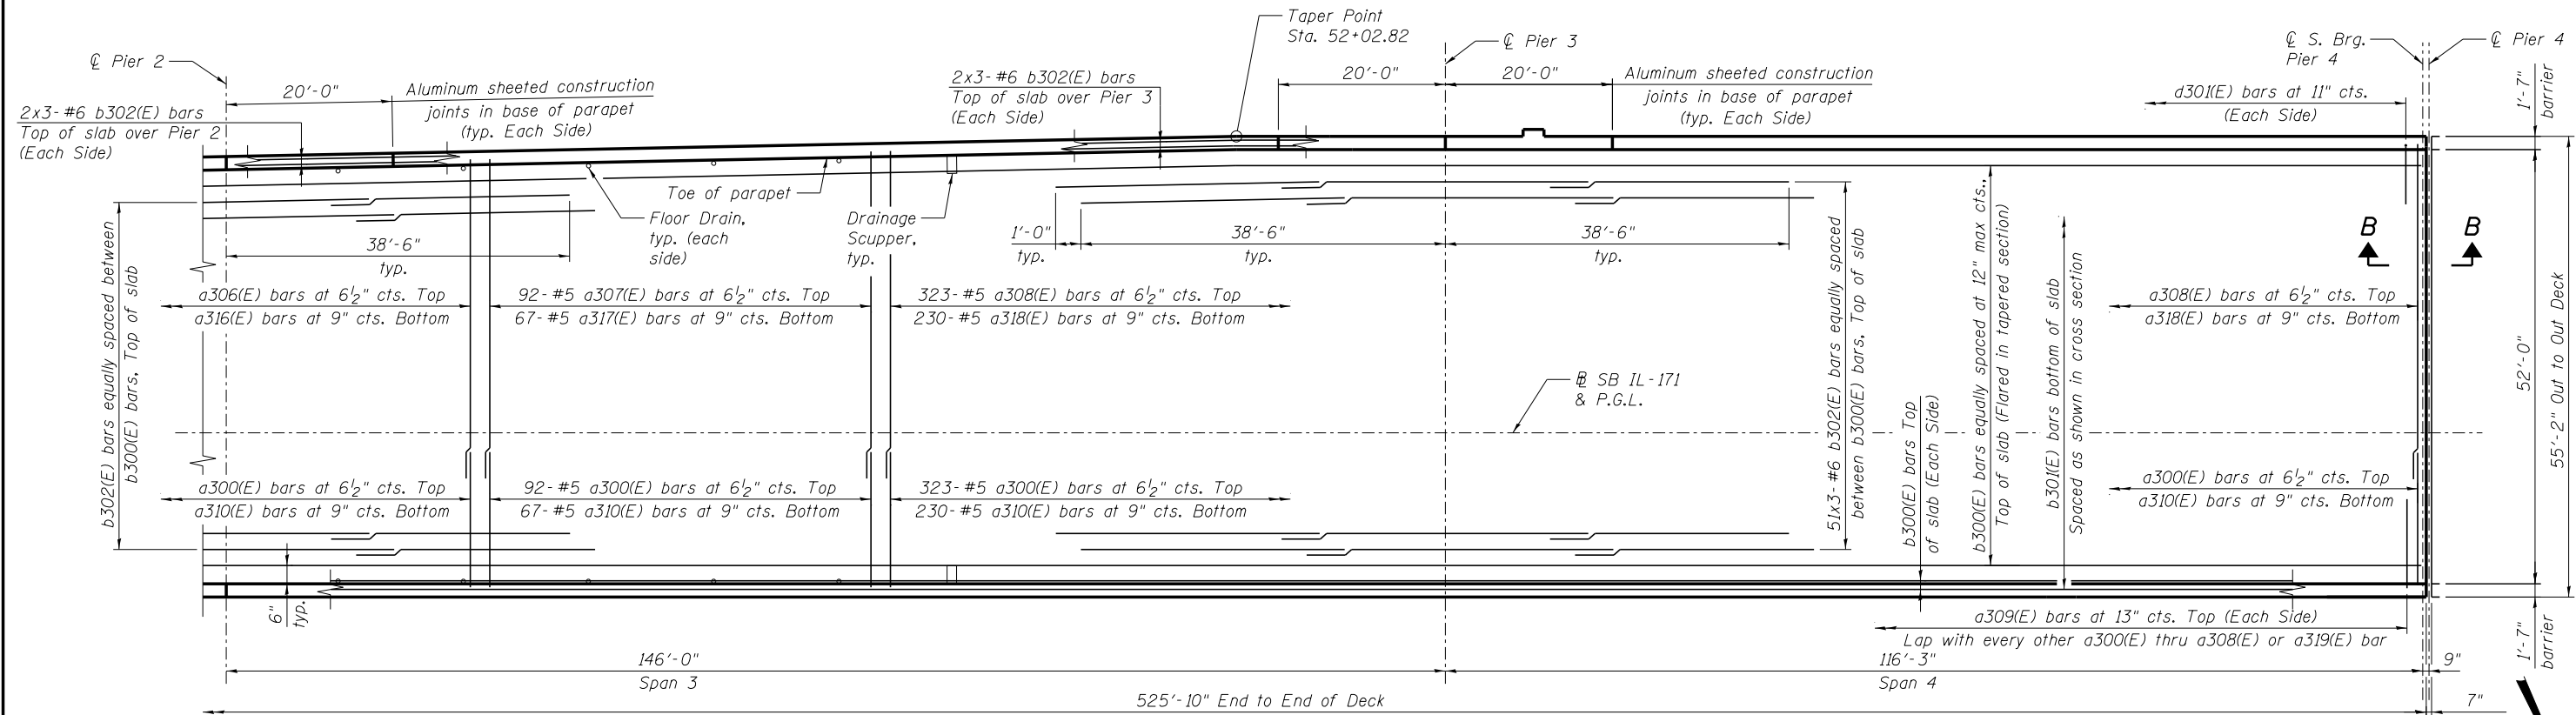 Taper Point
Sta. 52+02.82
℄ Pier 3
℄ S. Brg.
Pier 4
℄ Pier 4
℄ Pier 2
20'-0"
Aluminum sheeted construction
joints in base of parapet
(typ. Each Side)
2x3-#6 b302(E) bars
Top of slab over Pier 3
(Each Side)
20'-0"
20'-0"
Aluminum sheeted construction
joints in base of parapet
(typ. Each Side)
d301(E) bars at 11" cts.
(Each Side)
1'-7"
barrier
2x3-#6 b302(E) bars
Top of slab over Pier 2
(Each Side)
Toe of parapet
Floor Drain,
typ. (each
side)
Drainage
Scupper,
typ.
38'-6"
typ.
1'-0"
typ.
38'-6"
typ.
38'-6"
typ.
B
B
b302(E) bars equally spaced between
b300(E) bars, Top of slab
a306(E) bars at 6½" cts. Top
a316(E) bars at 9" cts. Bottom
92-#5 a307(E) bars at 6½" cts. Top
67-#5 a317(E) bars at 9" cts. Bottom
323-#5 a308(E) bars at 6½" cts. Top
230-#5 a318(E) bars at 9" cts. Bottom
51x3-#6 b302(E) bars equally spaced
between b300(E) bars, Top of slab
b300(E) bars Top
of slab (Each Side)
b300(E) bars equally spaced at 12" max cts.,
Top of slab (Flared in tapered section)
b301(E) bars bottom of slab
Spaced as shown in cross section
a308(E) bars at 6½" cts. Top
a318(E) bars at 9" cts. Bottom
52'-0"
55'-2" Out to Out Deck
℄ SB IL-171
& P.G.L.
a300(E) bars at 6½" cts. Top
a310(E) bars at 9" cts. Bottom
92-#5 a300(E) bars at 6½" cts. Top
67-#5 a310(E) bars at 9" cts. Bottom
323-#5 a300(E) bars at 6½" cts. Top
230-#5 a310(E) bars at 9" cts. Bottom
a300(E) bars at 6½" cts. Top
a310(E) bars at 9" cts. Bottom
6"
typ.
a309(E) bars at 13" cts. Top (Each Side)
Lap with every other a300(E) thru a308(E) or a319(E) bar
1'-7"
barrier
146'-0"
Span 3
116'-3"
Span 4
9"
525'-10" End to End of Deck
7"